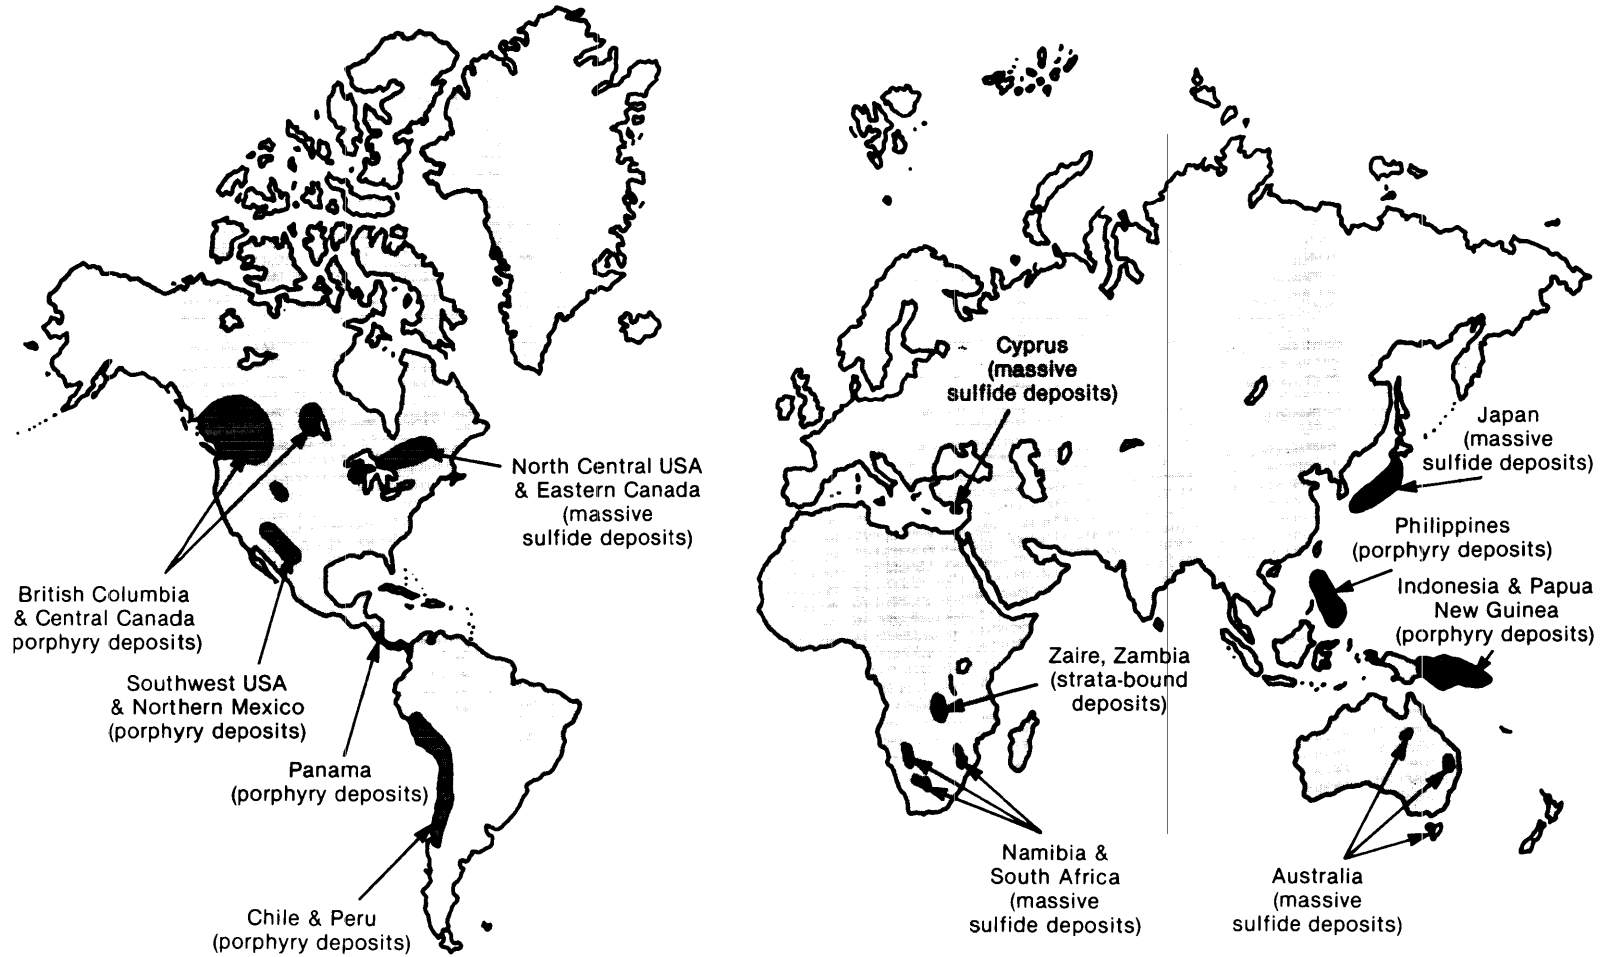 Cyprus
(massive
sulfide deposits)
Japan
(massive
sulfide deposits)
North Central USA
& Eastern Canada
(massive
sulfide deposits)
Philippines
(porphyry deposits)
Indonesia & Papua
New Guinea
(porphyry deposits)
British Columbia
& Central Canada
porphyry deposits)
Zaire, Zambia
(strata-bound
deposits)
Southwest USA
& Northern Mexico
(porphyry deposits)
Panama
(porphyry deposits)
Namibia &
South Africa
(massive
sulfide deposits)
Australia
(massive
sulfide deposits)
Chile & Peru
(porphyry deposits)